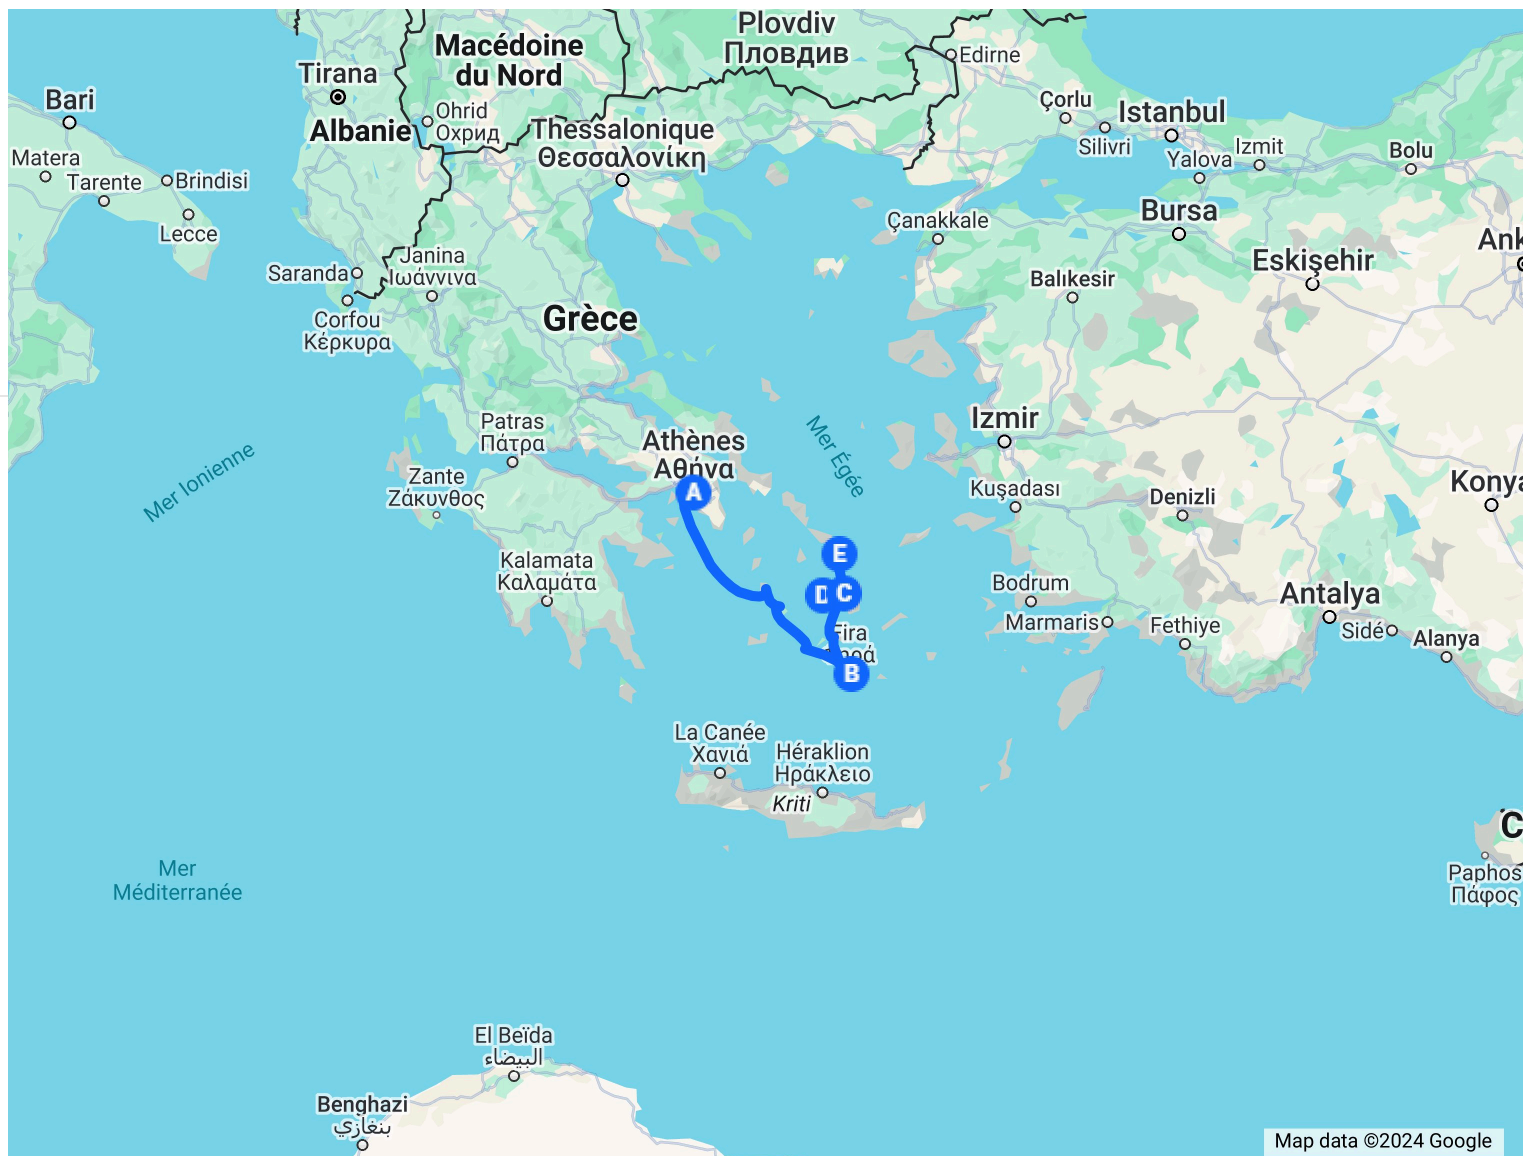 Plovdiv
Пловдив
Macédoine
du Nord
Edirne
Tirana
Bari
Çorlu
Istanbul
Ohrid
Охрид
Albanie
Thessalonique
Θεσσαλονίκη
Silivri
Izmit
Yalova
Bolu
Matera
Tarente
Brindisi
Lecce
Çanakkale
Bursa
Janina
Ιωάννινα
Saranda
Eskişehir
Balıkesir
Corfou
Κέρκυρα
Grèce
Patras
Πάτρα
Athènes
Αθήνα
Mer Égée
Izmir
Mer Ionienne
Zante
Ζάκυνθος
A
Kuşadası
Denizli
E
Kalamata
Καλαμάτα
D
C
Bodrum
Marmaris
Fethiye
Antalya
Sidé
Alanya
Fira
B
La Canée
Χανιά
Héraklion
Ηράκλειο
Kriti
Paphos
Πάφος
Mer
Méditerranée
El Beïda
البيضاء
Benghazi
بنغازي
Map data ©2024 Google